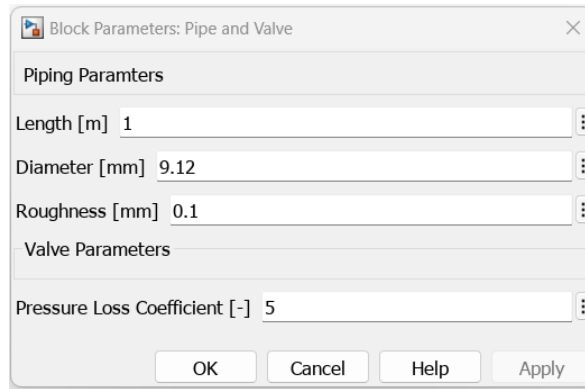 Block Parameters: Pipe and Valve
Piping Paramters
Length [m] 1
Diameter [mm] 9.12
Roughness [mm] 0.1
Valve Parameters
Pressure Loss Coefficient [-] 5
OK Cancel Help Apply